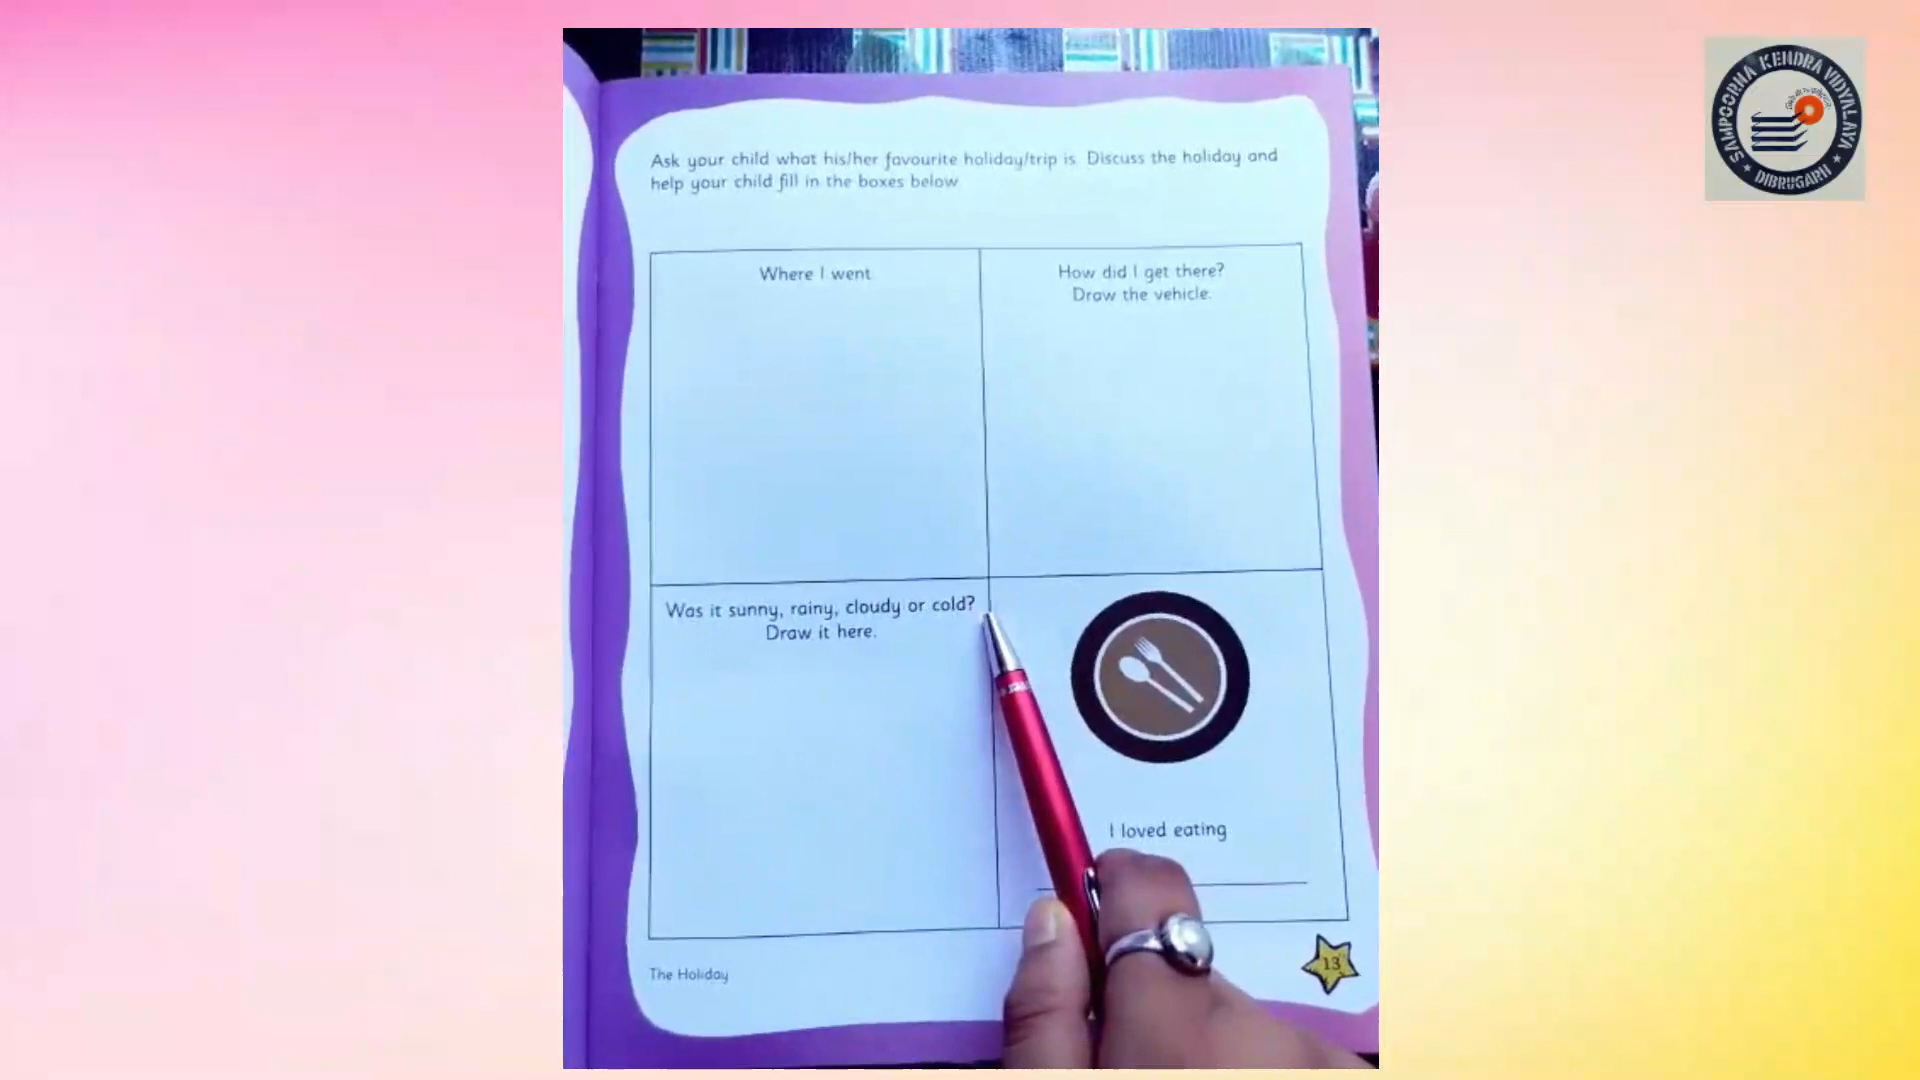 SAMPOORNA KENDRA VIDYALAYA
★ DIBRUGARH ★
Ask your child what his/her favourite holiday/trip is. Discuss the holiday and
help your child fill in the boxes below.
Where I went
How did I get there?
Draw the vehicle.
Was it sunny, rainy, cloudy or cold?
Draw it here.
I loved eating
The Holiday
13